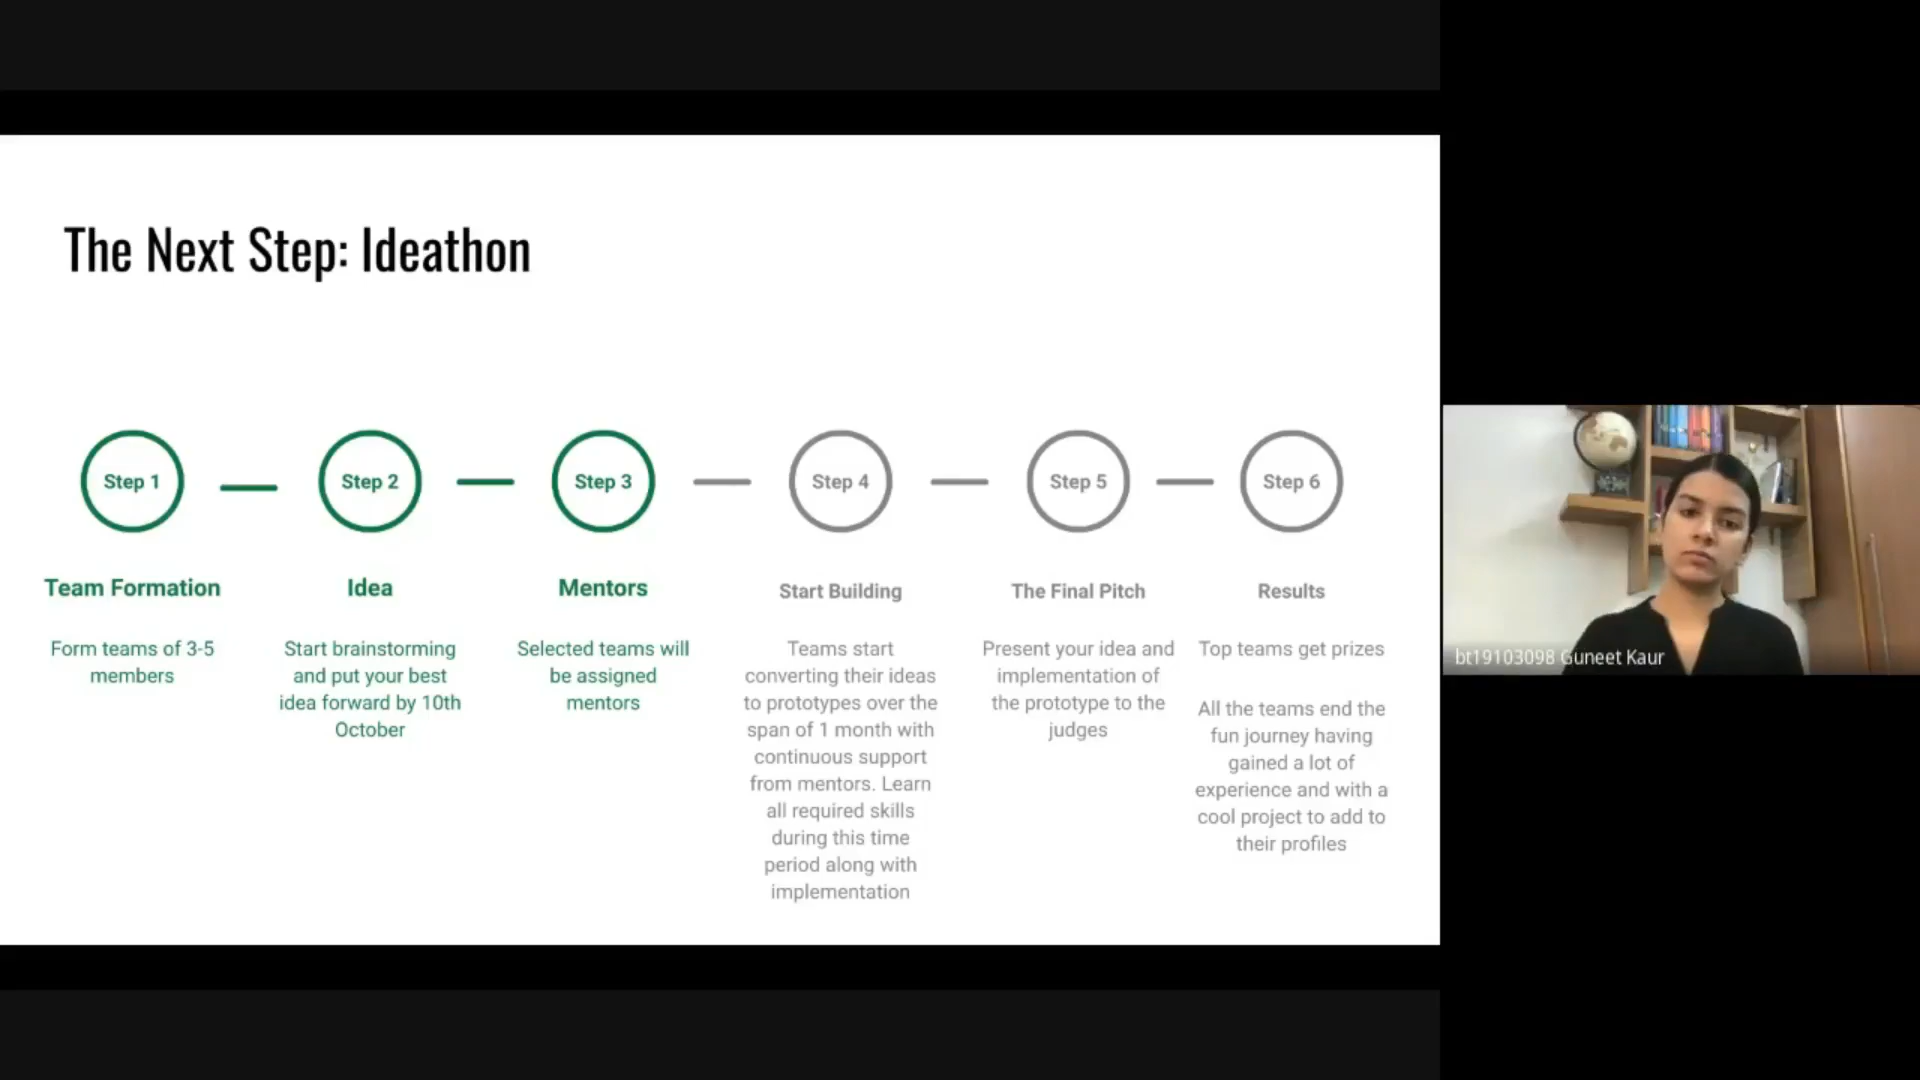 The Next Step: Ideathon
Step 1
Step 2
Step 3
Step 4
Step 5
Step 6
Team Formation
Form teams of 3-5
members
Idea
Start brainstorming
and put your best
idea forward by 10th
October
Mentors
Selected teams will
be assigned
mentors
Start Building
Teams start
converting their ideas
to prototypes over the
span of 1 month with
continuous support
from mentors. Learn
all required skills
during this time
period along with
implementation
The Final Pitch
Present your idea and
implementation of
the prototype to the
judges
Results
Top teams get prizes
All the teams end the
fun journey having
gained a lot of
experience and with a
cool project to add to
their profiles
bt19103098 Guneet Kaur